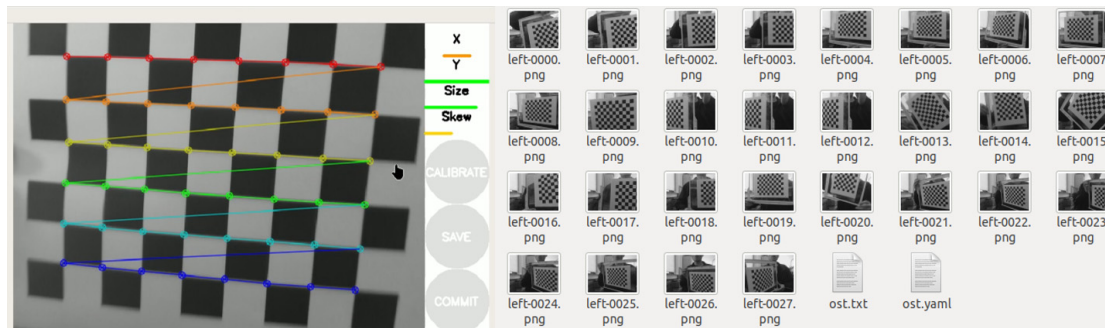 X
Y
Size
Skew
CALIBRATE
SAVE
COMMIT
left-0000.
png
left-0001.
png
left-0002.
png
left-0003.
png
left-0004.
png
left-0005.
png
left-0006.
png
left-0007
png
left-0008.
png
left-0009.
png
left-0010.
png
left-0011.
png
left-0012.
png
left-0013.
png
left-0014.
png
left-0015
png
left-0016.
png
left-0017.
png
left-0018.
png
left-0019.
png
left-0020.
png
left-0021.
png
left-0022.
png
left-0023
png
left-0024.
png
left-0025.
png
left-0026.
png
left-0027.
png
ost.txt
ost.yaml